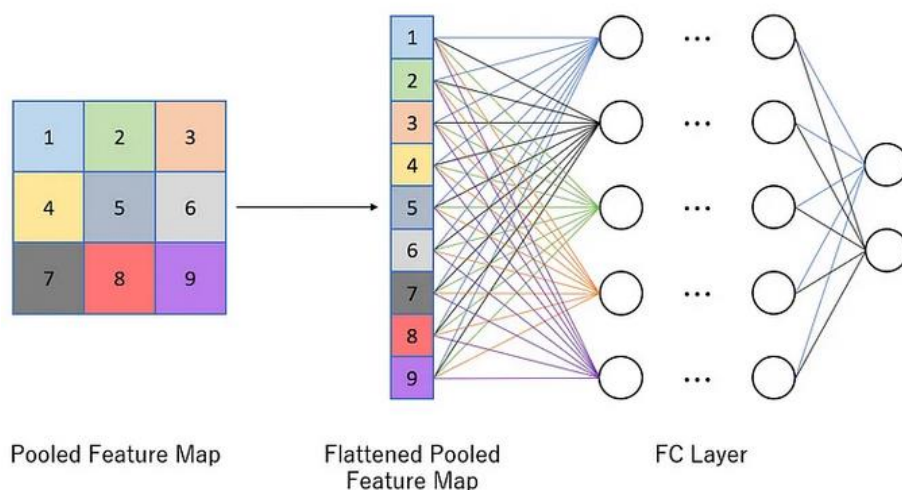 1 2 3
4 5 6
7 8 9
1
2
3
4
5
6
7
8
9
... ...
... ...
... ...
... ...
... ...
Pooled Feature Map
Flattened Pooled
Feature Map
FC Layer